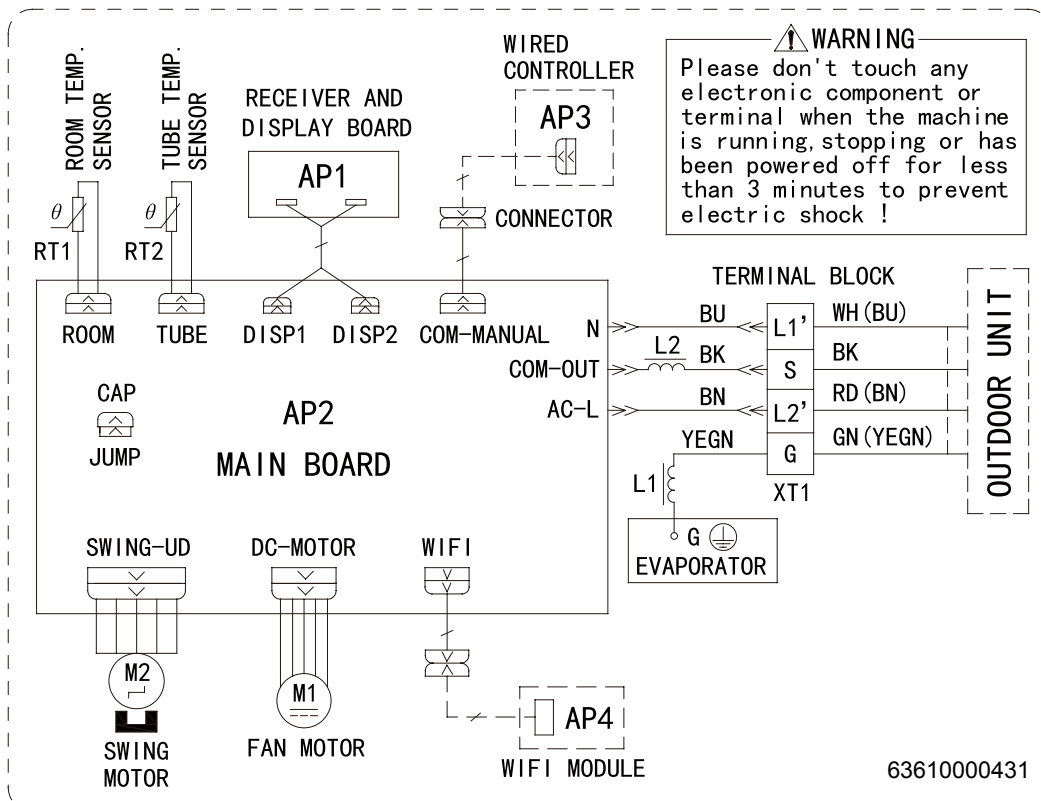 WARNING
Please don't touch any
electronic component or
terminal when the machine
is running, stopping or has
been powered off for less
than 3 minutes to prevent
electric shock !
ROOM TEMP.
SENSOR
TUBE TEMP.
SENSOR
RECEIVER AND
DISPLAY BOARD
AP1
WIRED
CONTROLLER
AP3
CONNECTOR
θ
RT1
θ
RT2
ROOM
TUBE
DISP1
DISP2
COM-MANUAL
N
COM-OUT
AC-L
TERMINAL BLOCK
BU
L1'
WH(BU)
L2
BK
S
BK
BN
L2'
RD(BN)
YEGN
G
GN(YEGN)
XT1
OUTDOOR UNIT
L1
G
EVAPORATOR
CAP
JUMP
AP2
MAIN BOARD
SWING-UD
DC-MOTOR
WIFI
M2
SWING
MOTOR
M1
FAN MOTOR
AP4
WIFI MODULE
63610000431